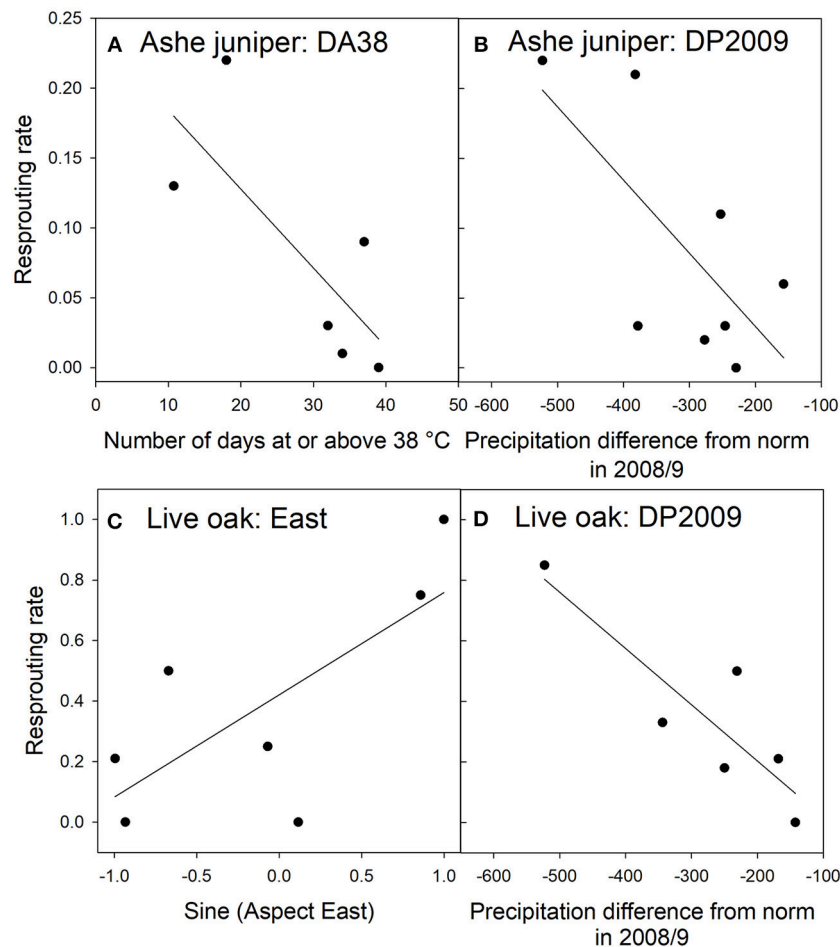 A Ashe juniper: DA38
B Ashe juniper: DP2009
0.25
0.20
0.15
0.10
0.05
0.00
Resprouting rate
0 10 20 30 40 50
-600 -500 -400 -300 -200 -100
Number of days at or above 38 °C
Precipitation difference from norm
in 2008/9
C Live oak: East
D Live oak: DP2009
1.0
0.8
0.6
0.4
0.2
0.0
Resprouting rate
-1.0 -0.5 0.0 0.5 1.0
-600 -500 -400 -300 -200 -100
Sine (Aspect East)
Precipitation difference from norm
in 2008/9